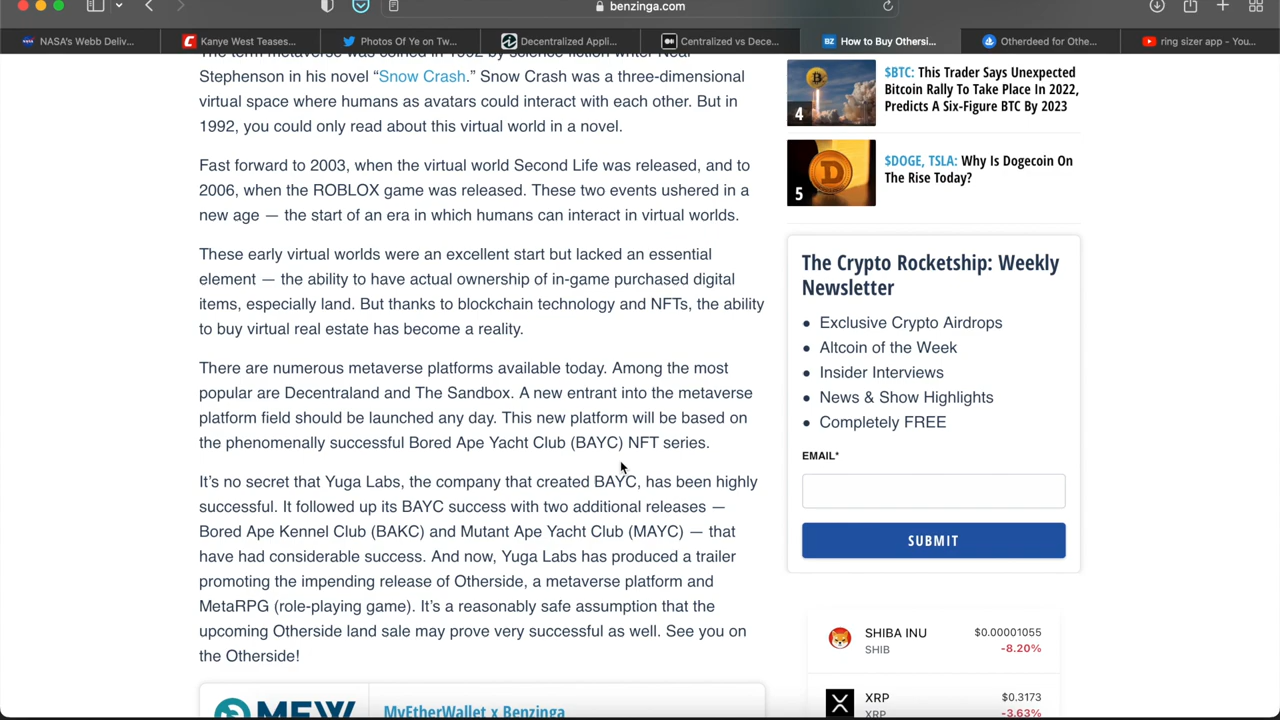 benzinga.com
NASA's Webb Deliv...
Kanye West Teases...
Photos Of Ye on Tw...
Decentralized Appli...
Centralized vs Dece...
BZ How to Buy Othersi...
Otherdeed for Othe...
ring sizer app - You...
The term metaverse was coined in 1992 by science fiction writer Neal
Stephenson in his novel “Snow Crash.” Snow Crash was a three-dimensional
virtual space where humans as avatars could interact with each other. But in
1992, you could only read about this virtual world in a novel.
Fast forward to 2003, when the virtual world Second Life was released, and to
2006, when the ROBLOX game was released. These two events ushered in a
new age — the start of an era in which humans can interact in virtual worlds.
These early virtual worlds were an excellent start but lacked an essential
element — the ability to have actual ownership of in-game purchased digital
items, especially land. But thanks to blockchain technology and NFTs, the ability
to buy virtual real estate has become a reality.
There are numerous metaverse platforms available today. Among the most
popular are Decentraland and The Sandbox. A new entrant into the metaverse
platform field should be launched any day. This new platform will be based on
the phenomenally successful Bored Ape Yacht Club (BAYC) NFT series.
It’s no secret that Yuga Labs, the company that created BAYC, has been highly
successful. It followed up its BAYC success with two additional releases —
Bored Ape Kennel Club (BAKC) and Mutant Ape Yacht Club (MAYC) — that
have had considerable success. And now, Yuga Labs has produced a trailer
promoting the impending release of Otherside, a metaverse platform and
MetaRPG (role-playing game). It’s a reasonably safe assumption that the
upcoming Otherside land sale may prove very successful as well. See you on
the Otherside!
MEW
MyEtherWallet x Benzinga
4
$BTC: This Trader Says Unexpected
Bitcoin Rally To Take Place In 2022,
Predicts A Six-Figure BTC By 2023
5
$DOGE, TSLA: Why Is Dogecoin On
The Rise Today?
The Crypto Rocketship: Weekly
Newsletter
• Exclusive Crypto Airdrops
• Altcoin of the Week
• Insider Interviews
• News & Show Highlights
• Completely FREE
EMAIL*
SUBMIT
SHIBA INU $0.00001055
SHIB -8.20%
XRP $0.3173
XRP -3.63%